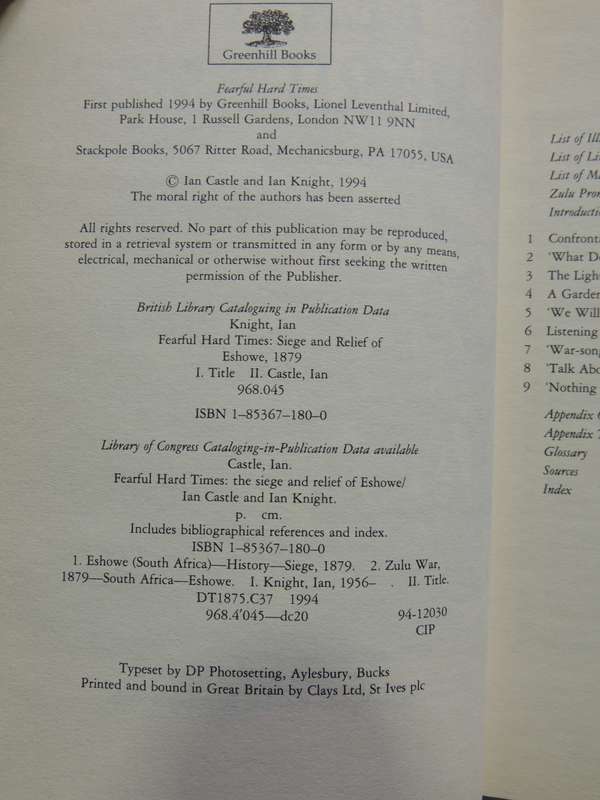 Greenhill Books
Fearful Hard Times
First published 1994 by Greenhill Books, Lionel Leventhal Limited,
Park House, 1 Russell Gardens, London NW11 9NN
and
Stackpole Books, 5067 Ritter Road, Mechanicsburg, PA 17055, USA
© Ian Castle and Ian Knight, 1994
The moral right of the authors has been asserted
All rights reserved. No part of this publication may be reproduced,
stored in a retrieval system or transmitted in any form or by any means,
electrical, mechanical or otherwise without first seeking the written
permission of the Publisher.
British Library Cataloguing in Publication Data
Knight, Ian
Fearful Hard Times: Siege and Relief of
Eshowe, 1879
I. Title II. Castle, Ian
968.045
ISBN 1–85367–180–0
Library of Congress Cataloging-in-Publication Data available
Castle, Ian.
Fearful Hard Times: the siege and relief of Eshowe/
Ian Castle and Ian Knight.
p. cm.
Includes bibliographical references and index.
ISBN 1–85367–180–0
1. Eshowe (South Africa)—History—Siege, 1879. 2. Zulu War,
1879—South Africa—Eshowe. I. Knight, Ian, 1956– . II. Title.
DT1875.C37 1994
968.4'045—dc20 94-12030
CIP
Typeset by DP Photosetting, Aylesbury, Bucks
Printed and bound in Great Britain by Clays Ltd, St Ives plc
List of
List of
List of
Zulu
1
2 'What
3 The
4 A
5 'We Will
6 Listening
7
8 'Talk
9 'Nothing
Appendix
Appendix
Glossary
Sources
Index